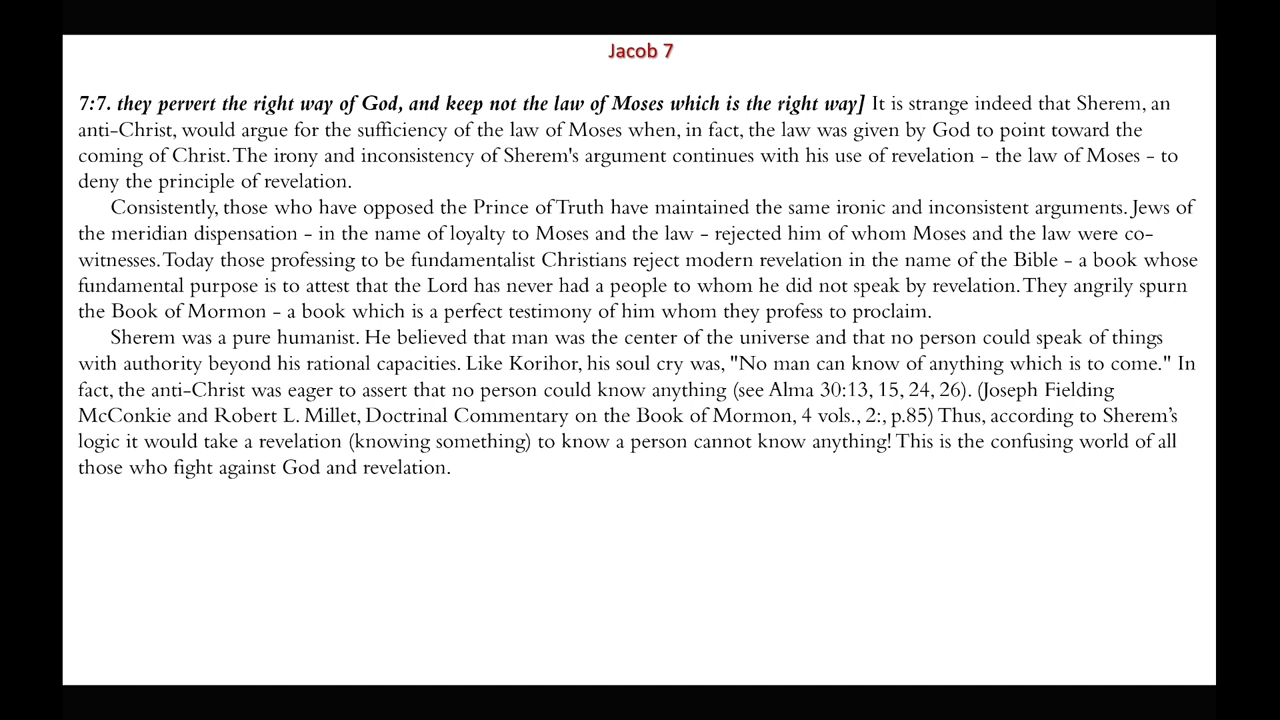 Jacob 7
7:7. they pervert the right way of God, and keep not the law of Moses which is the right way] It is strange indeed that Sherem, an
anti-Christ, would argue for the sufficiency of the law of Moses when, in fact, the law was given by God to point toward the
coming of Christ. The irony and inconsistency of Sherem's argument continues with his use of revelation - the law of Moses - to
deny the principle of revelation.
Consistently, those who have opposed the Prince of Truth have maintained the same ironic and inconsistent arguments. Jews of
the meridian dispensation - in the name of loyalty to Moses and the law - rejected him of whom Moses and the law were co-
witnesses. Today those professing to be fundamentalist Christians reject modern revelation in the name of the Bible - a book whose
fundamental purpose is to attest that the Lord has never had a people to whom he did not speak by revelation. They angrily spurn
the Book of Mormon - a book which is a perfect testimony of him whom they profess to proclaim.
Sherem was a pure humanist. He believed that man was the center of the universe and that no person could speak of things
with authority beyond his rational capacities. Like Korihor, his soul cry was, "No man can know of anything which is to come." In
fact, the anti-Christ was eager to assert that no person could know anything (see Alma 30:13, 15, 24, 26). (Joseph Fielding
McConkie and Robert L. Millet, Doctrinal Commentary on the Book of Mormon, 4 vols., 2:, p.85) Thus, according to Sherem’s
logic it would take a revelation (knowing something) to know a person cannot know anything! This is the confusing world of all
those who fight against God and revelation.